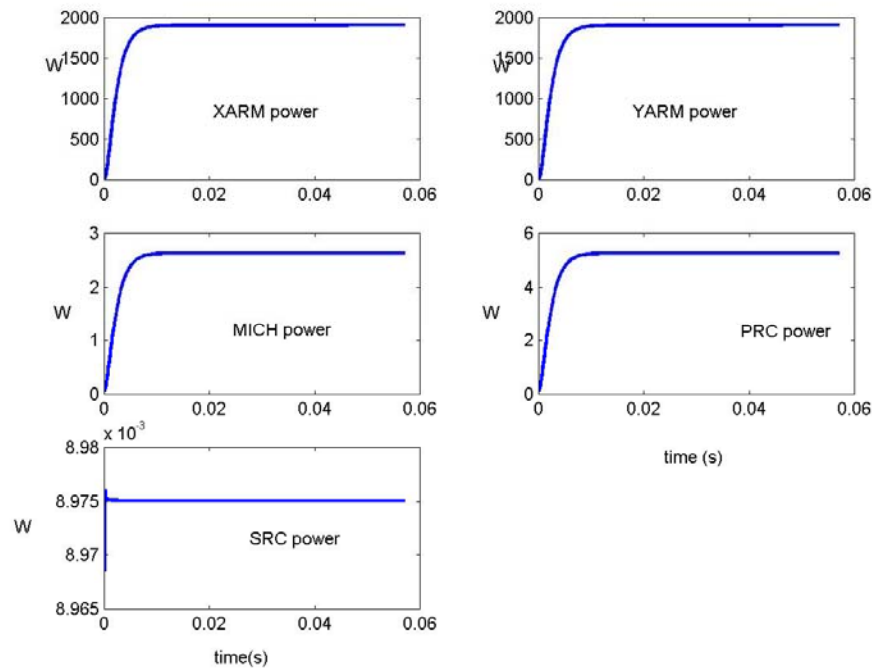 2000
1500
1000
500
0
W
XARM power
0 0.02 0.04 0.06
2000
1500
1000
500
0
W
YARM power
0 0.02 0.04 0.06
3
2
1
0
W
MICH power
0 0.02 0.04 0.06
6
4
2
0
W
PRC power
0 0.02 0.04 0.06
time (s)
x 10⁻³
8.98
8.975
8.97
8.965
W
SRC power
0 0.02 0.04 0.06
time(s)